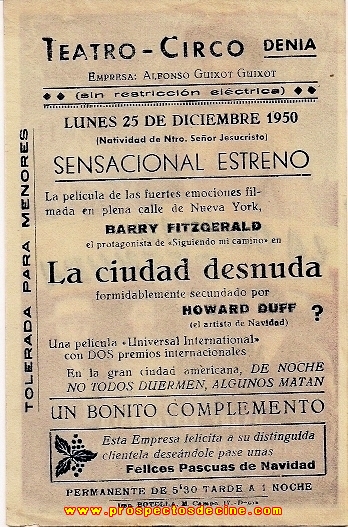 TEATRO-CIRCO DENIA
EMPRESA: ALFONSO GUIXOT GUIXOT
(sin restricción eléctrica)
LUNES 25 DE DICIEMBRE 1950
(Natividad de Ntro. Señor Jesucristo)
SENSACIONAL ESTRENO
TOLERADA PARA MENORES
La película de las fuertes emociones fil-
mada en plena calle de Nueva York,
BARRY FITZGERALD
el protagonista de «Siguiendo mi camino» en
La ciudad desnuda
formidablemente secundado por
HOWARD DUFF ?
(el artista de Navidad)
Una película «Universal International»
con DOS premios internacionales
En la gran ciudad americana, DE NOCHE
NO TODOS DUERMEN, ALGUNOS MATAN
UN BONITO COMPLEMENTO
Esta Empresa felicita a su distinguida
clientela deseándole pase unas
Felices Pascuas de Navidad
PERMANENTE DE 5'30 TARDE A 1 NOCHE
Imp. BOTELLA. M. Campo
www.prospectosdecine.com